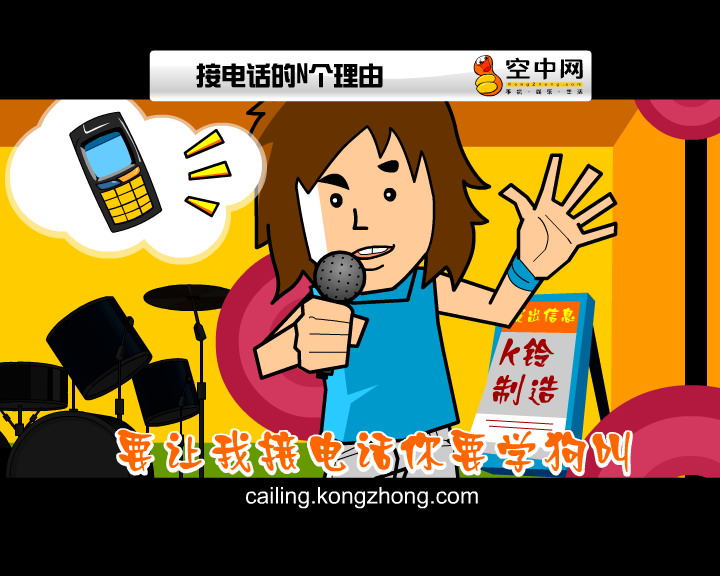 接电话的N个理由
空中网
KongZhong.com
手机·娱乐·生活
出信息
K铃
制造
要让我接电话你要学狗叫
cailing.kongzhong.com